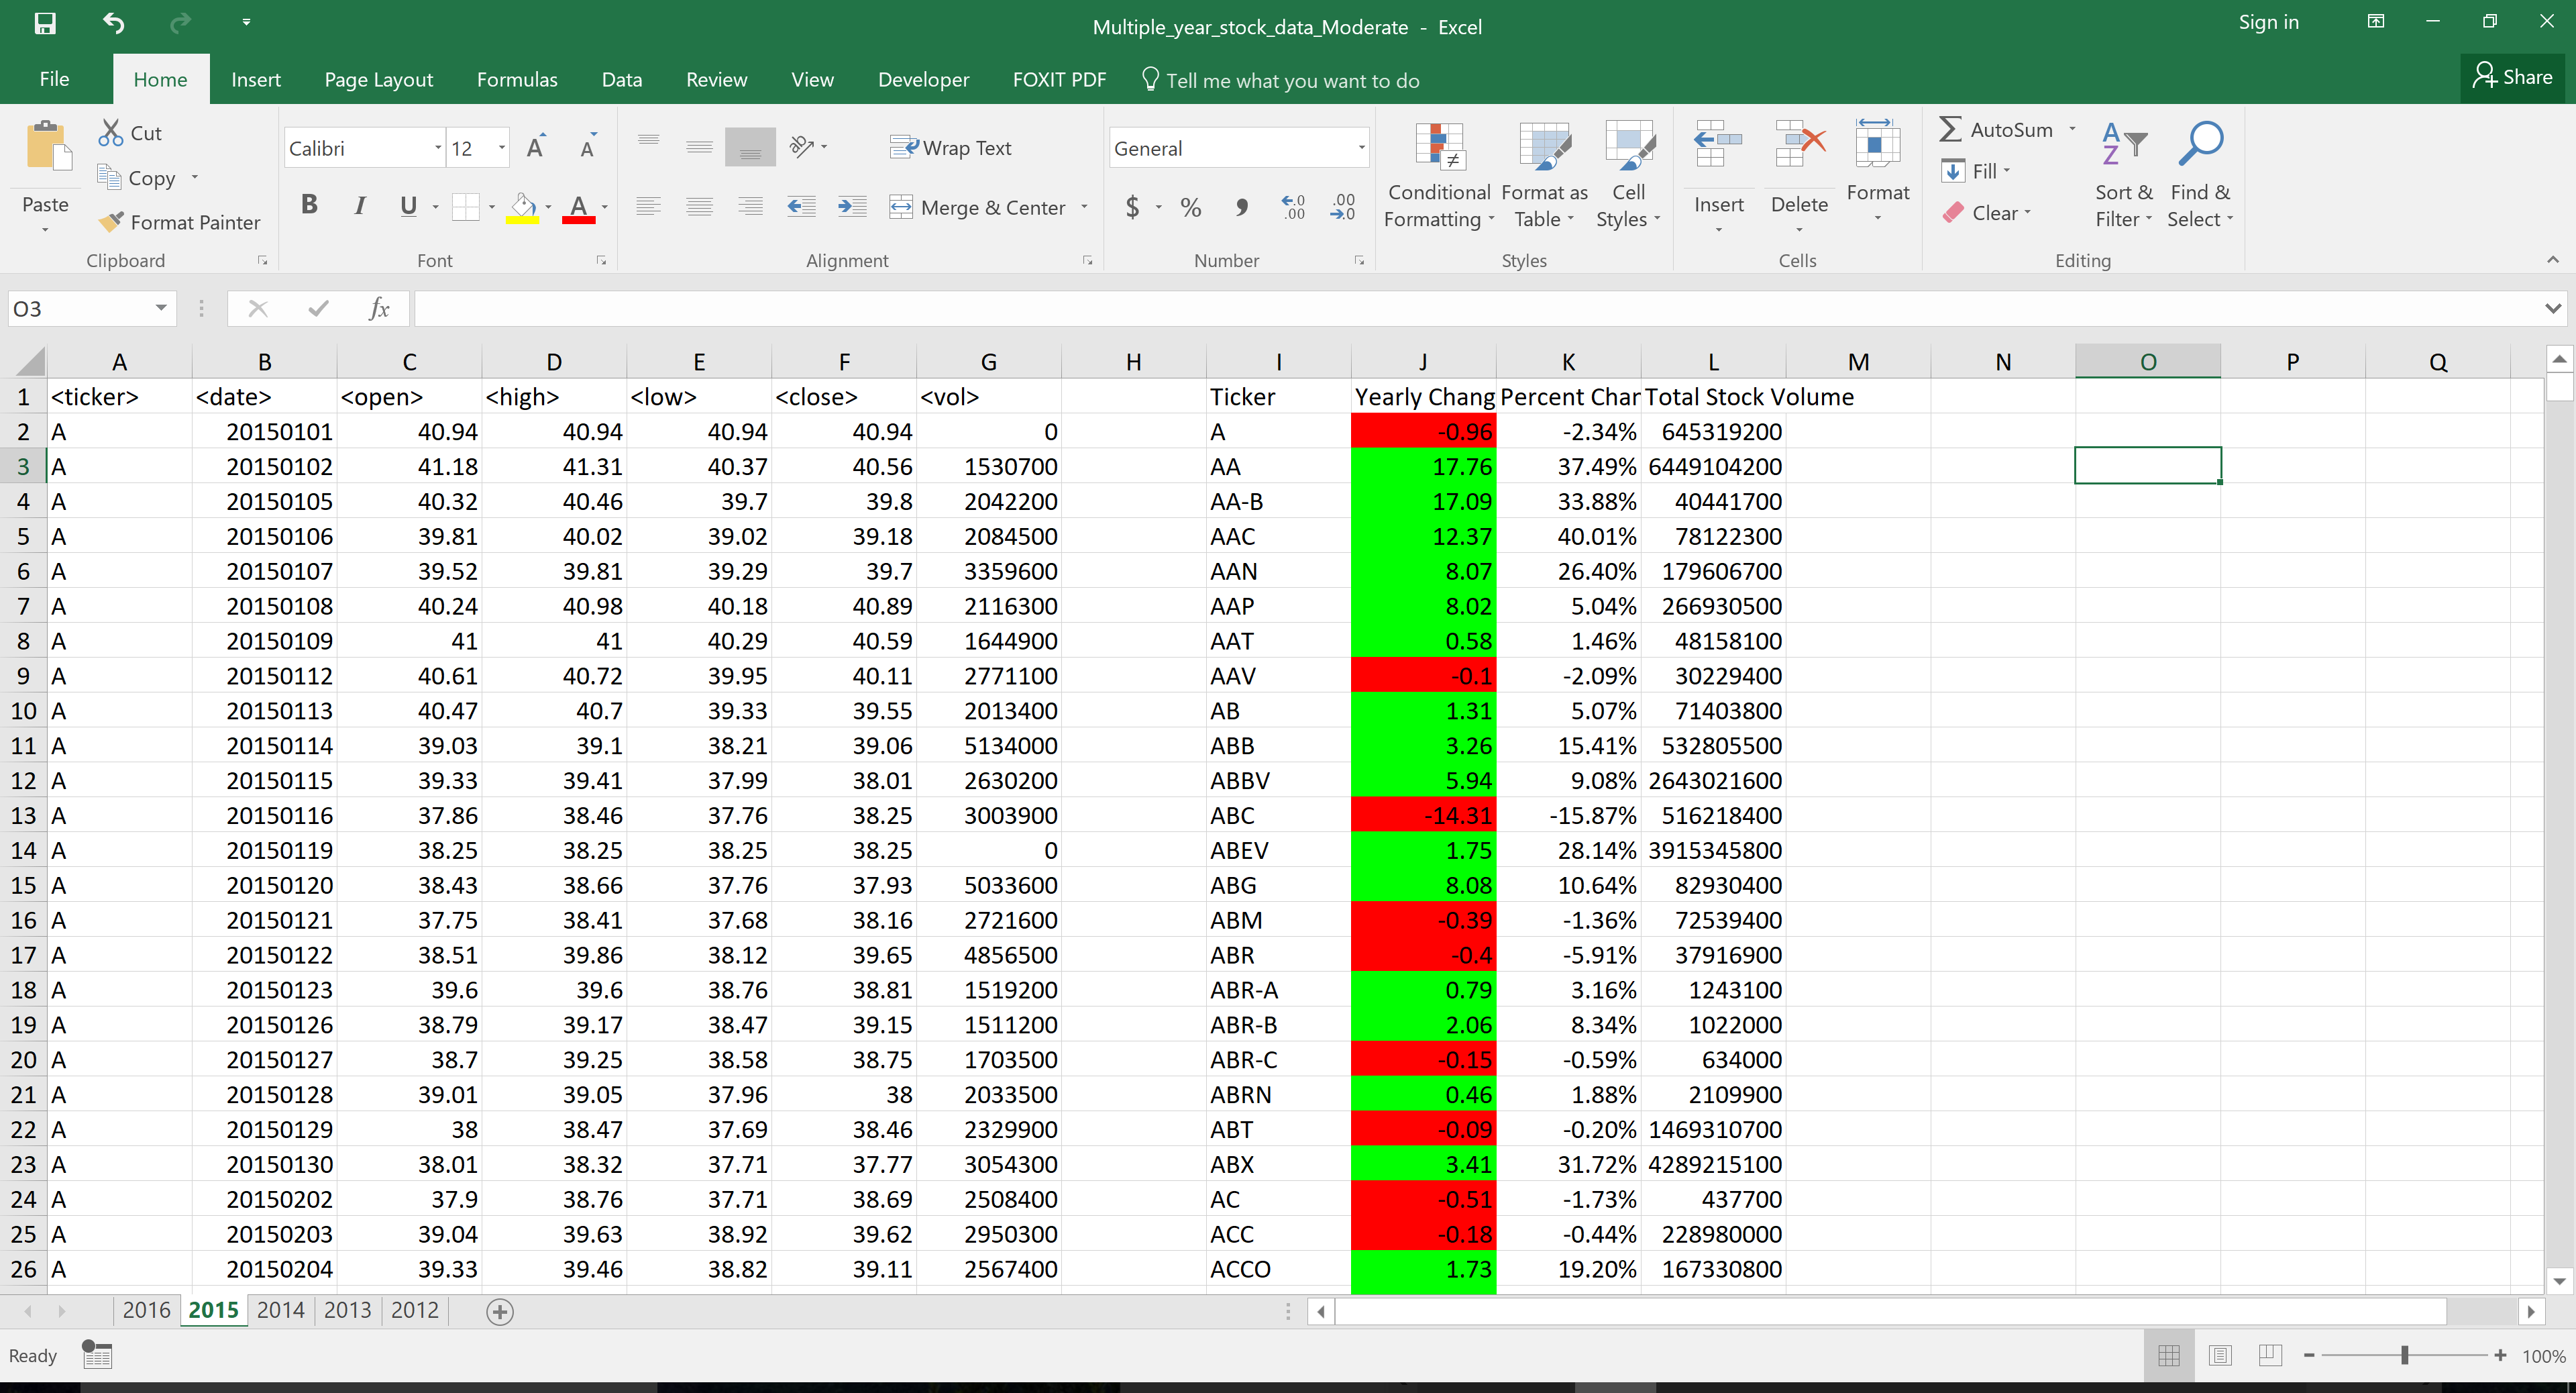 Multiple_year_stock_data_Moderate - Excel
Sign in
File Home Insert Page Layout Formulas Data Review View Developer FOXIT PDF Tell me what you want to do Share
Paste Cut Copy Format Painter Clipboard
Calibri 12 A A B I U A Font
Wrap Text Merge & Center Alignment
General $ % , Number
Conditional Formatting Format as Table Cell Styles Styles
Insert Delete Format Cells
AutoSum Fill Clear Sort & Filter Find & Select Editing
O3 fx
A B C D E F G H I J K L M N O P Q
1 <ticker> <date> <open> <high> <low> <close> <vol> Ticker Yearly Chang Percent Char Total Stock Volume
2 A 20150101 40.94 40.94 40.94 40.94 0 A -0.96 -2.34% 645319200
3 A 20150102 41.18 41.31 40.37 40.56 1530700 AA 17.76 37.49% 6449104200
4 A 20150105 40.32 40.46 39.7 39.8 2042200 AA-B 17.09 33.88% 40441700
5 A 20150106 39.81 40.02 39.02 39.18 2084500 AAC 12.37 40.01% 78122300
6 A 20150107 39.52 39.81 39.29 39.7 3359600 AAN 8.07 26.40% 179606700
7 A 20150108 40.24 40.98 40.18 40.89 2116300 AAP 8.02 5.04% 266930500
8 A 20150109 41 41 40.29 40.59 1644900 AAT 0.58 1.46% 48158100
9 A 20150112 40.61 40.72 39.95 40.11 2771100 AAV -0.1 -2.09% 30229400
10 A 20150113 40.47 40.7 39.33 39.55 2013400 AB 1.31 5.07% 71403800
11 A 20150114 39.03 39.1 38.21 39.06 5134000 ABB 3.26 15.41% 532805500
12 A 20150115 39.33 39.41 37.99 38.01 2630200 ABBV 5.94 9.08% 2643021600
13 A 20150116 37.86 38.46 37.76 38.25 3003900 ABC -14.31 -15.87% 516218400
14 A 20150119 38.25 38.25 38.25 38.25 0 ABEV 1.75 28.14% 3915345800
15 A 20150120 38.43 38.66 37.76 37.93 5033600 ABG 8.08 10.64% 82930400
16 A 20150121 37.75 38.41 37.68 38.16 2721600 ABM -0.39 -1.36% 72539400
17 A 20150122 38.51 39.86 38.12 39.65 4856500 ABR -0.4 -5.91% 37916900
18 A 20150123 39.6 39.6 38.76 38.81 1519200 ABR-A 0.79 3.16% 1243100
19 A 20150126 38.79 39.17 38.47 39.15 1511200 ABR-B 2.06 8.34% 1022000
20 A 20150127 38.7 39.25 38.58 38.75 1703500 ABR-C -0.15 -0.59% 634000
21 A 20150128 39.01 39.05 37.96 38 2033500 ABRN 0.46 1.88% 2109900
22 A 20150129 38 38.47 37.69 38.46 2329900 ABT -0.09 -0.20% 1469310700
23 A 20150130 38.01 38.32 37.71 37.77 3054300 ABX 3.41 31.72% 4289215100
24 A 20150202 37.9 38.76 37.71 38.69 2508400 AC -0.51 -1.73% 437700
25 A 20150203 39.04 39.63 38.92 39.62 2950300 ACC -0.18 -0.44% 228980000
26 A 20150204 39.33 39.46 38.82 39.11 2567400 ACCO 1.73 19.20% 167330800
2016 2015 2014 2013 2012
Ready 100%